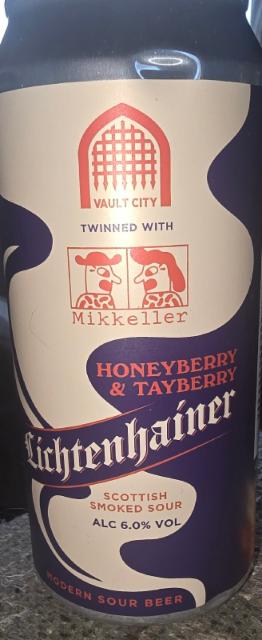 VAULT CITY
TWINNED WITH
Mikkeller
HONEYBERRY
& TAYBERRY
Lichtenhainer
SCOTTISH
SMOKED SOUR
ALC 6.0% VOL
MODERN SOUR BEER